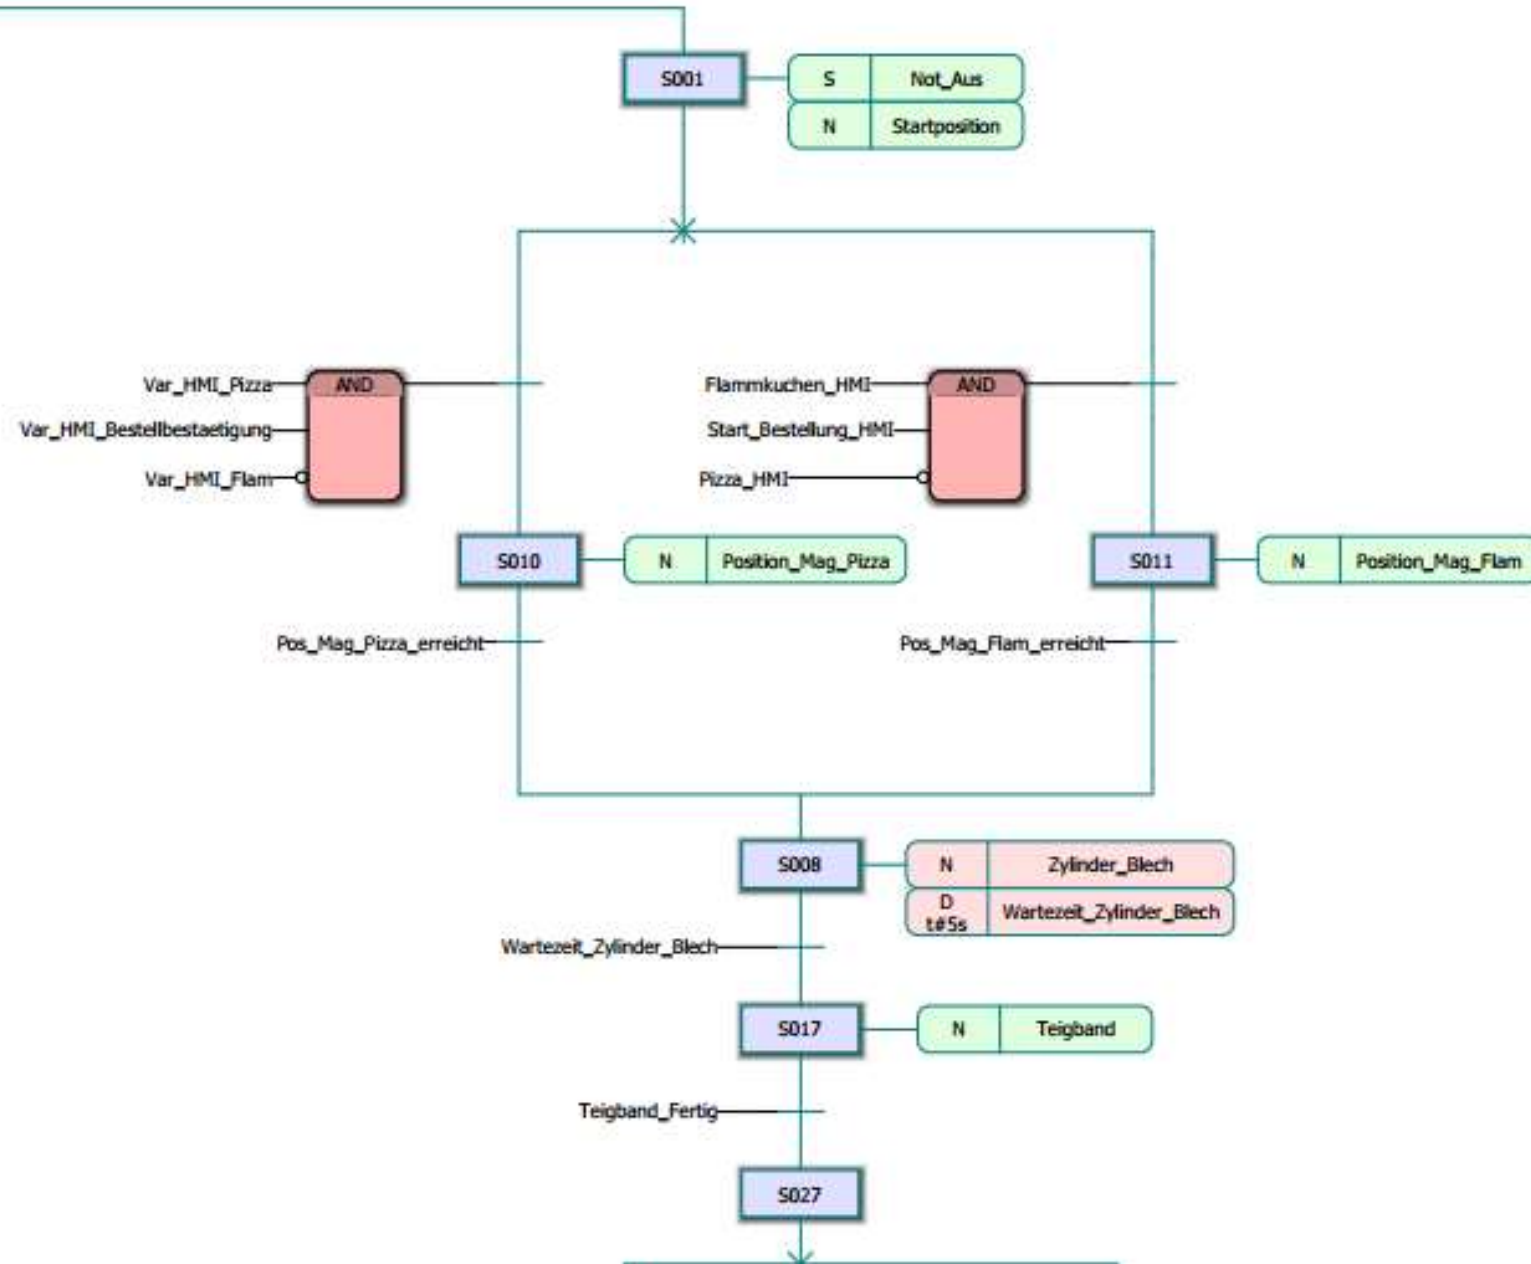 S001
S Not_Aus
N Startposition
Var_HMI_Pizza AND
Var_HMI_Bestellbestaetigung
Var_HMI_Flam
Flammkuchen_HMI AND
Start_Bestellung_HMI
Pizza_HMI
S010 N Position_Mag_Pizza
S011 N Position_Mag_Flam
Pos_Mag_Pizza_erreicht
Pos_Mag_Flam_erreicht
S008 N Zylinder_Blech
D
t#5s Wartezeit_Zylinder_Blech
Wartezeit_Zylinder_Blech
S017 N Teigband
Teigband_Fertig
S027